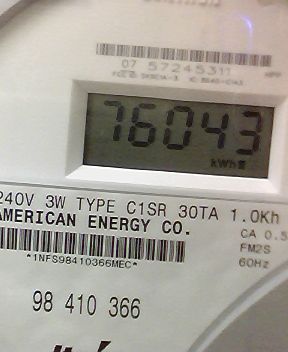 07 57245311
76043
kWh
240V 3W TYPE C1SR 30TA 1.0Kh
AMERICAN ENERGY CO.
CA 0.5
FM2S
60Hz
*1NFS98410366MEC*
98 410 366